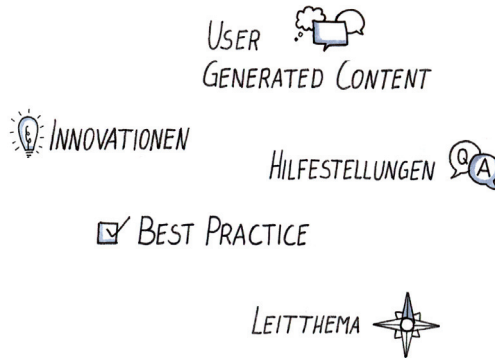 USER
GENERATED CONTENT
INNOVATIONEN
HILFESTELLUNGEN Q A
BEST PRACTICE
LEITTHEMA